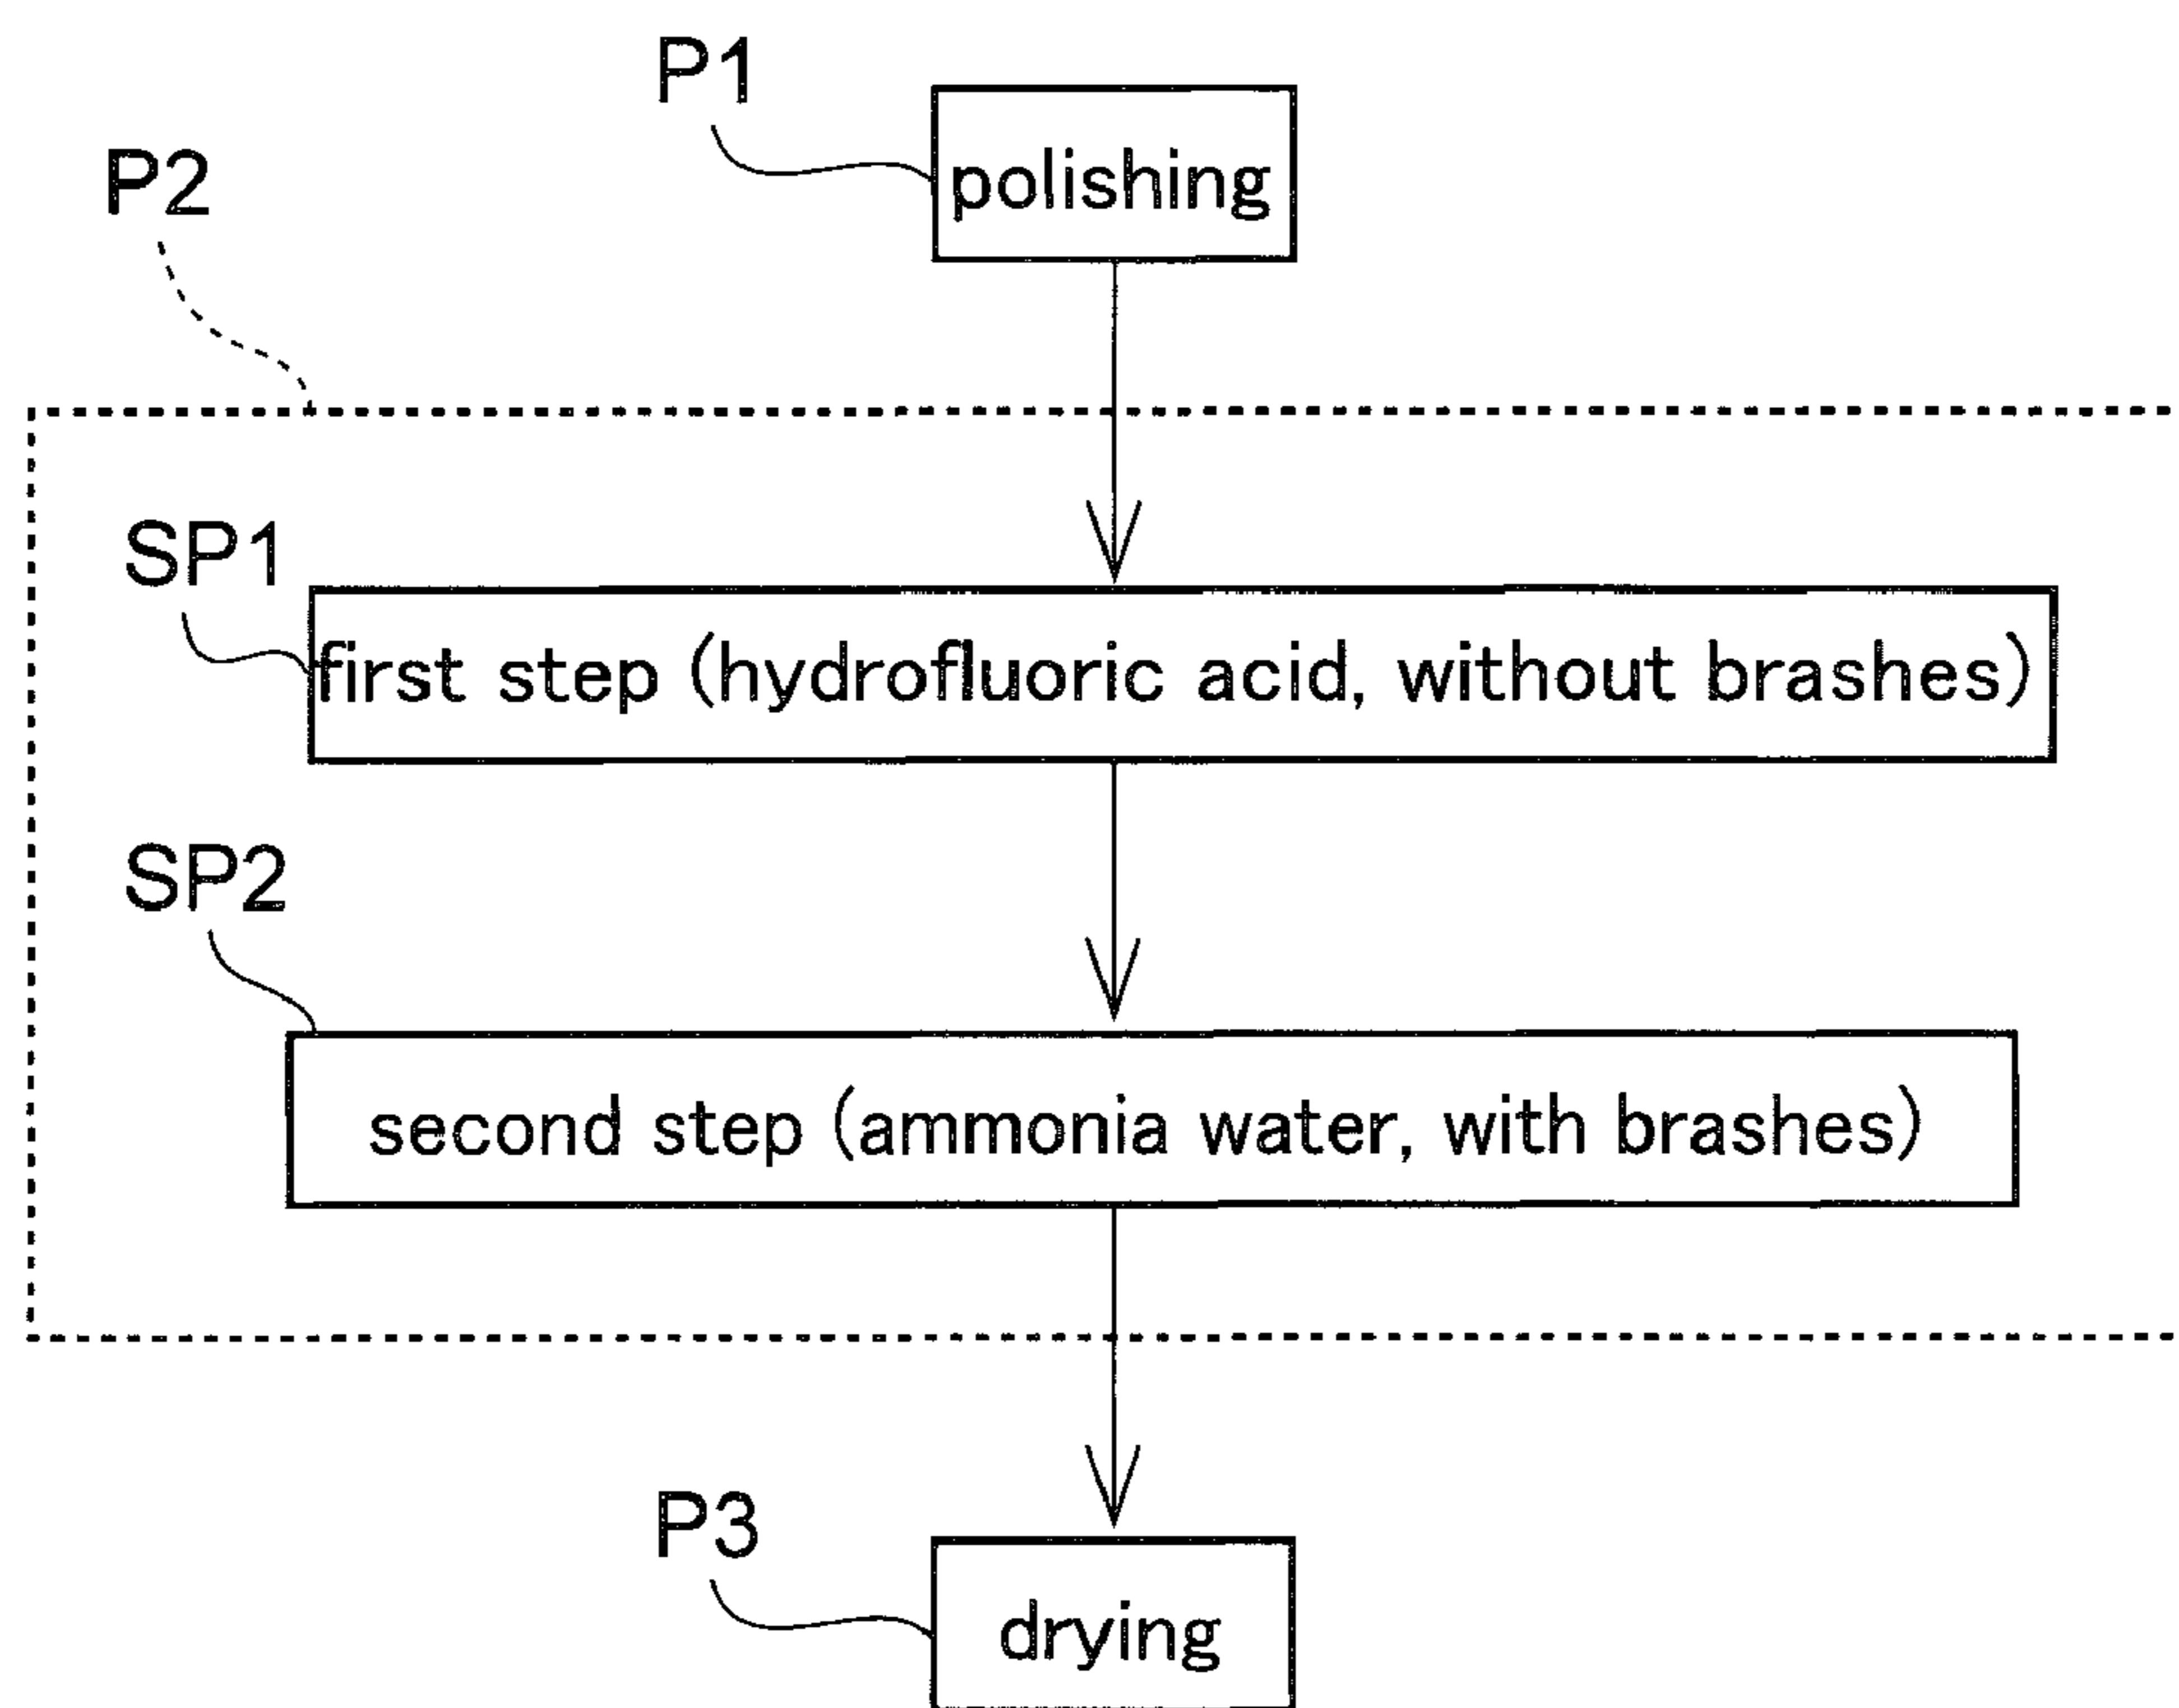 P1
polishing
P2
SP1
first step (hydrofluoric acid, without brashes)
SP2
second step (ammonia water, with brashes)
P3
drying